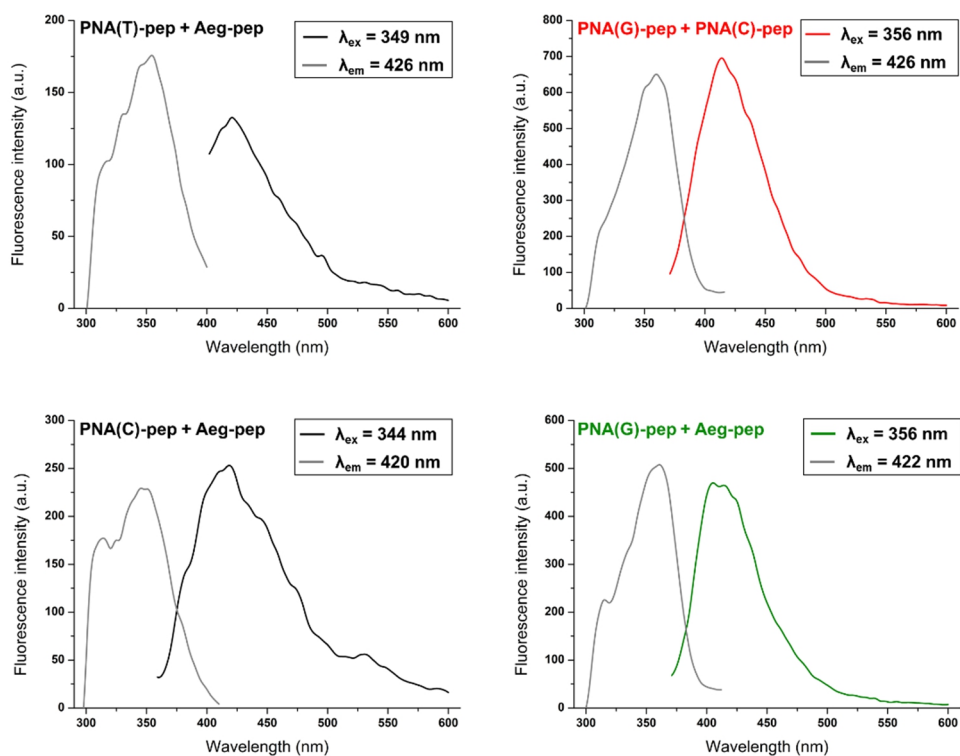 PNA(T)-pep + Aeg-pep
λex = 349 nm
λem = 426 nm
Fluorescence intensity (a.u.)
200
150
100
50
0
300 350 400 450 500 550 600
Wavelength (nm)
PNA(G)-pep + PNA(C)-pep
λex = 356 nm
λem = 426 nm
Fluorescence intensity (a.u.)
800
700
600
500
400
300
200
100
0
300 350 400 450 500 550 600
Wavelength (nm)
PNA(C)-pep + Aeg-pep
λex = 344 nm
λem = 420 nm
Fluorescence intensity (a.u.)
300
250
200
150
100
50
0
300 350 400 450 500 550 600
Wavelength (nm)
PNA(G)-pep + Aeg-pep
λex = 356 nm
λem = 422 nm
Fluorescence intensity (a.u.)
600
500
400
300
200
100
0
300 350 400 450 500 550 600
Wavelength (nm)